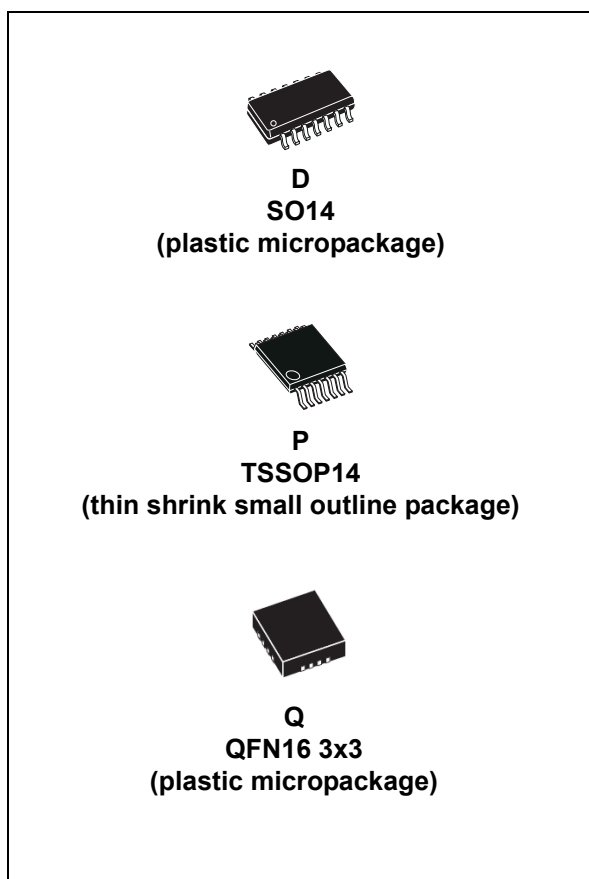 D
SO14
(plastic micropackage)
P
TSSOP14
(thin shrink small outline package)
Q
QFN16 3x3
(plastic micropackage)